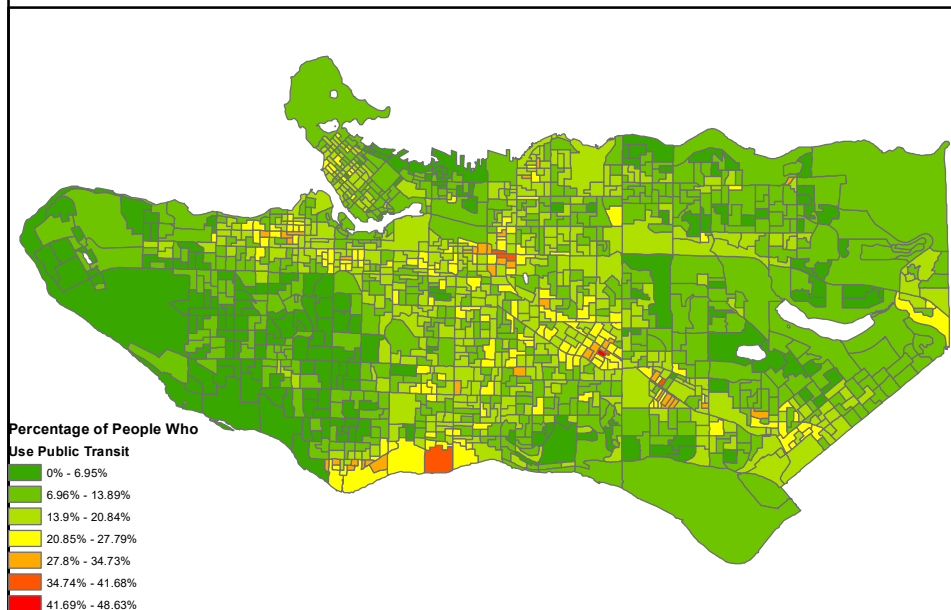 Percentage of People Who
Use Public Transit
0% - 6.95%
6.96% - 13.89%
13.9% - 20.84%
20.85% - 27.79%
27.8% - 34.73%
34.74% - 41.68%
41.69% - 48.63%